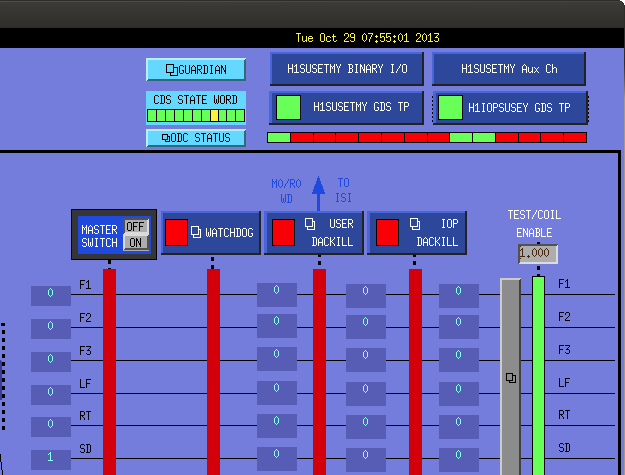 Tue Oct 29 07:55:01 2013
GUARDIAN
H1SUSETMY BINARY I/O
H1SUSETMY Aux Ch
CDS STATE WORD
H1SUSETMY GDS TP
H1IOPSUSEY GDS TP
ODC STATUS
M0/R0
WD
TO
ISI
MASTER
SWITCH
OFF
ON
WATCHDOG
USER
DACKILL
IOP
DACKILL
TEST/COIL
ENABLE
1.000
0 F1 0 0 0 F1
0 F2 0 0 0 F2
0 F3 0 0 0 F3
0 LF 0 0 0 LF
0 RT 0 0 0 RT
1 SD 0 0 0 SD